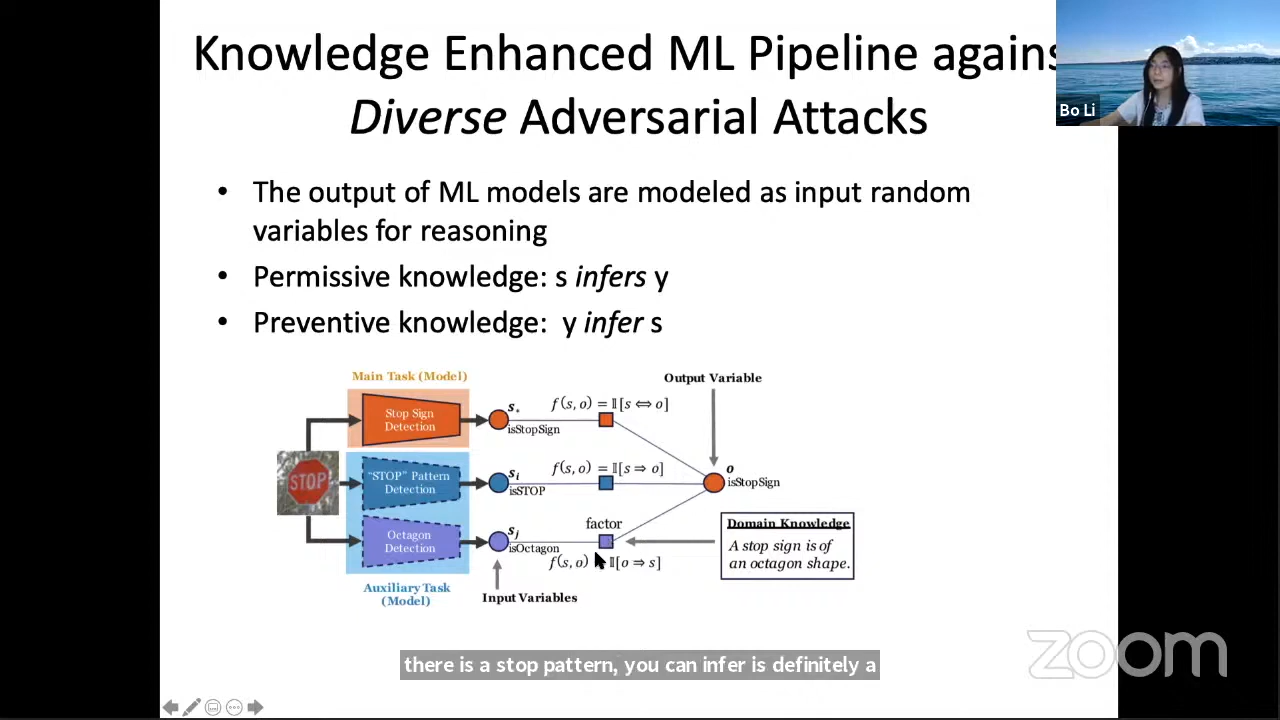 Knowledge Enhanced ML Pipeline agains
Diverse Adversarial Attacks
Bo Li
• The output of ML models are modeled as input random
variables for reasoning
• Permissive knowledge: s infers y
• Preventive knowledge: y infer s
Main Task (Model)
Output Variable
Stop Sign
Detection
s*
isStopSign
f(s, o) = 𝕀[s ⇔ o]
STOP
"STOP" Pattern
Detection
si
isSTOP
f(s, o) = 𝕀[s ⇒ o]
o
isStopSign
Octagon
Detection
sj
isOctagon
factor
f(s, o) 𝕀[o ⇒ s]
Domain Knowledge
A stop sign is of
an octagon shape.
Auxiliary Task
(Model)
Input Variables
there is a stop pattern, you can infer is definitely a
zoom